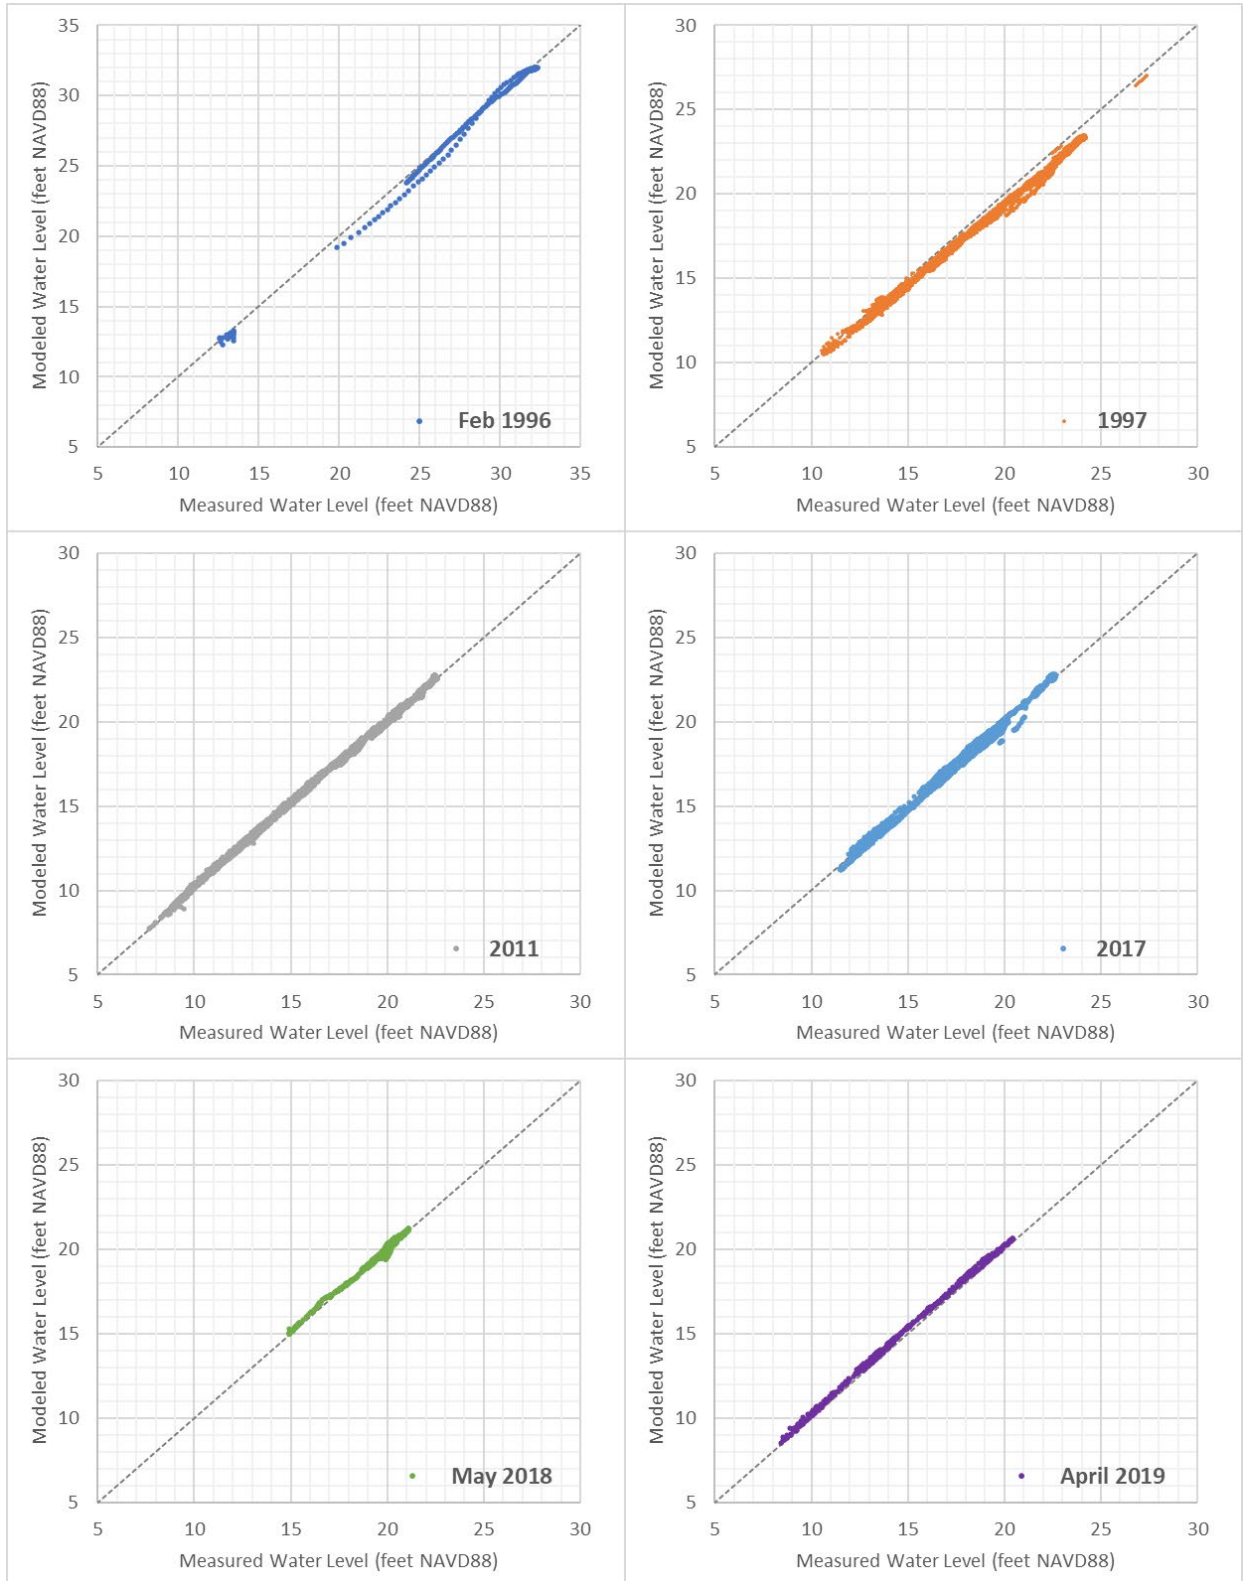 Modeled Water Level (feet NAVD88)
35
30
25
20
15
10
5
5 10 15 20 25 30 35
Measured Water Level (feet NAVD88)
Feb 1996
Modeled Water Level (feet NAVD88)
30
25
20
15
10
5
5 10 15 20 25 30
Measured Water Level (feet NAVD88)
1997
Modeled Water Level (feet NAVD88)
30
25
20
15
10
5
5 10 15 20 25 30
Measured Water Level (feet NAVD88)
2011
Modeled Water Level (feet NAVD88)
30
25
20
15
10
5
5 10 15 20 25 30
Measured Water Level (feet NAVD88)
2017
Modeled Water Level (feet NAVD88)
30
25
20
15
10
5
5 10 15 20 25 30
Measured Water Level (feet NAVD88)
May 2018
Modeled Water Level (feet NAVD88)
30
25
20
15
10
5
5 10 15 20 25 30
Measured Water Level (feet NAVD88)
April 2019